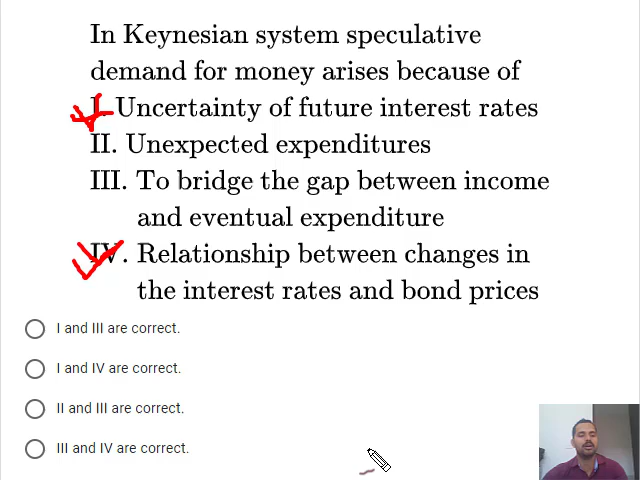 In Keynesian system speculative
demand for money arises because of
I. Uncertainty of future interest rates
II. Unexpected expenditures
III. To bridge the gap between income
and eventual expenditure
IV. Relationship between changes in
the interest rates and bond prices
I and III are correct.
I and IV are correct.
II and III are correct.
III and IV are correct.